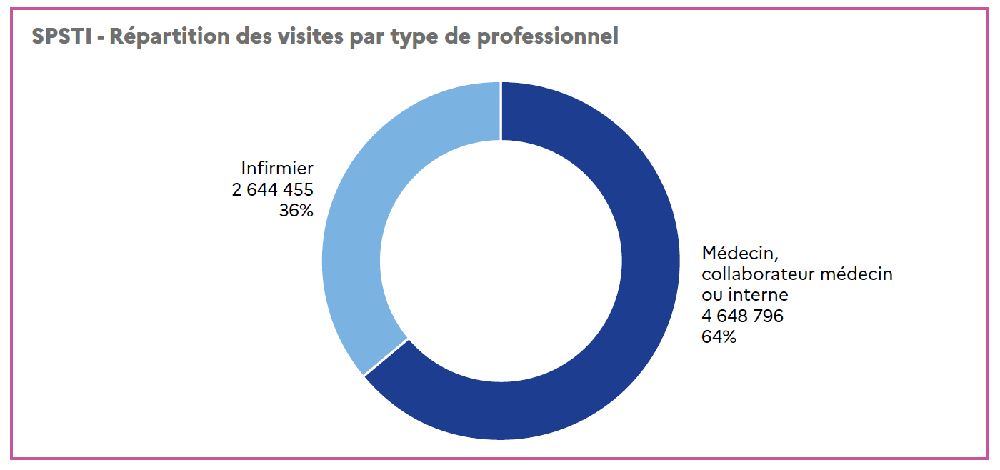 SPSTI - Répartition des visites par type de professionnel
Infirmier
2 644 455
36%
Médecin,
collaborateur médecin
ou interne
4 648 796
64%